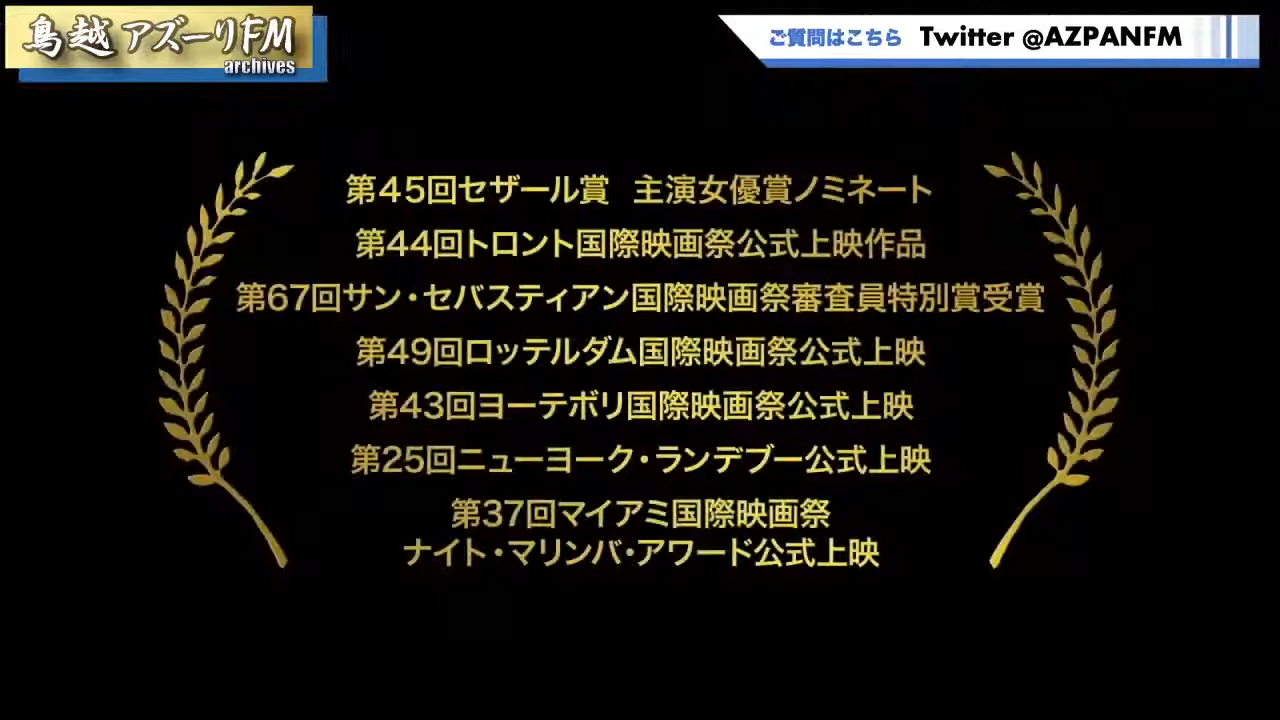 鳥越アズーリFM
archives
ご質問はこちら Twitter @AZPANFM
第45回セザール賞 主演女優賞ノミネート
第44回トロント国際映画祭公式上映作品
第67回サン・セバスティアン国際映画祭審査員特別賞受賞
第49回ロッテルダム国際映画祭公式上映
第43回ヨーテボリ国際映画祭公式上映
第25回ニューヨーク・ランデブー公式上映
第37回マイアミ国際映画祭
ナイト・マリンバ・アワード公式上映